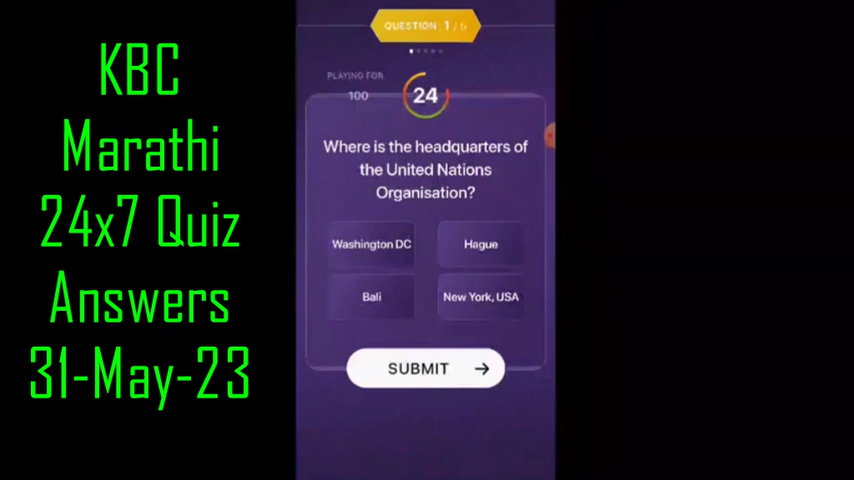 KBC
Marathi
24x7 Quiz
Answers
31-May-23
QUESTION 1 / 5
PLAYING FOR
100
24
Where is the headquarters of
the United Nations
Organisation?
Washington DC
Hague
Bali
New York, USA
SUBMIT →